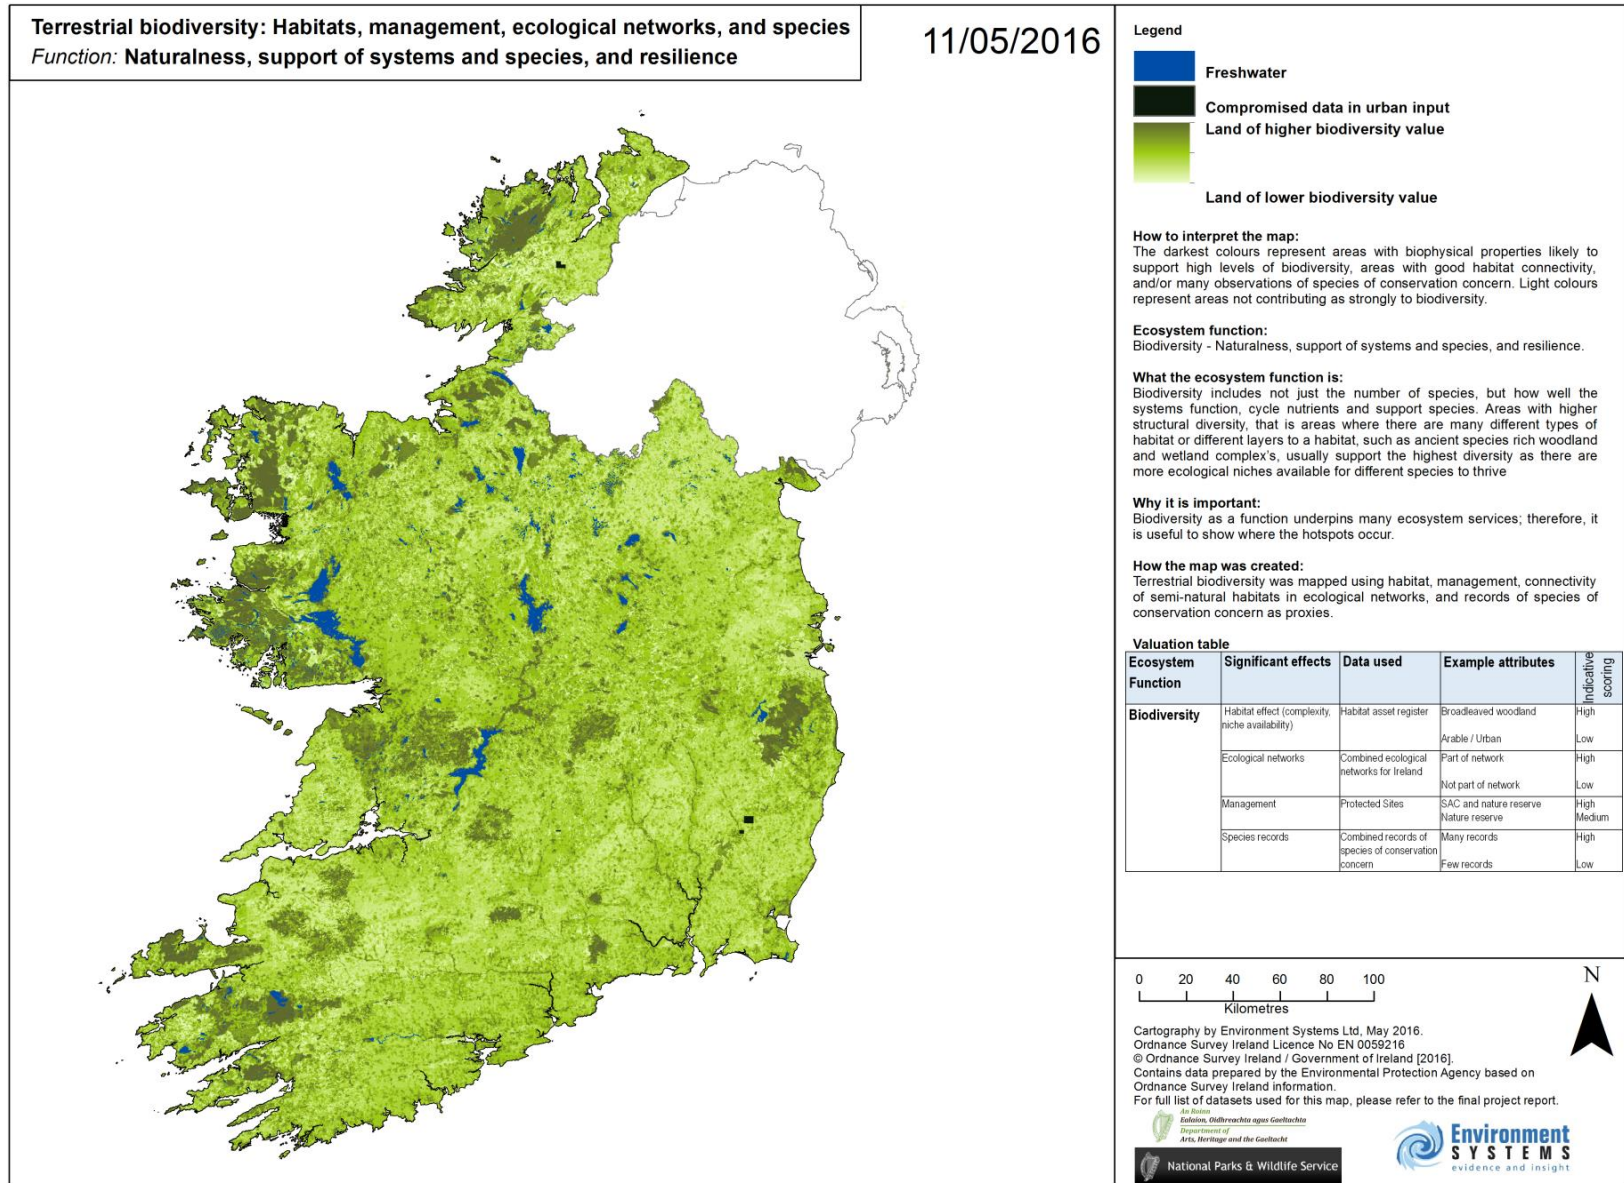 Terrestrial biodiversity: Habitats, management, ecological networks, and species
Function: Naturalness, support of systems and species, and resilience
11/05/2016
Legend
Freshwater
Compromised data in urban input
Land of higher biodiversity value
Land of lower biodiversity value
How to interpret the map:
The darkest colours represent areas with biophysical properties likely to
support high levels of biodiversity, areas with good habitat connectivity,
and/or many observations of species of conservation concern. Light colours
represent areas not contributing as strongly to biodiversity.
Ecosystem function:
Biodiversity - Naturalness, support of systems and species, and resilience.
What the ecosystem function is:
Biodiversity includes not just the number of species, but how well the
systems function, cycle nutrients and support species. Areas with higher
structural diversity, that is areas where there are many different types of
habitat or different layers to a habitat, such as ancient species rich woodland
and wetland complex's, usually support the highest diversity as there are
more ecological niches available for different species to thrive
Why it is important:
Biodiversity as a function underpins many ecosystem services; therefore, it
is useful to show where the hotspots occur.
How the map was created:
Terrestrial biodiversity was mapped using habitat, management, connectivity
of semi-natural habitats in ecological networks, and records of species of
conservation concern as proxies.
Valuation table
Ecosystem Function
Significant effects
Data used
Example attributes
Indicative scoring
Biodiversity
Habitat effect (complexity, niche availability)
Habitat asset register
Broadleaved woodland
High
Arable / Urban
Low
Ecological networks
Combined ecological networks for Ireland
Part of network
High
Not part of network
Low
Management
Protected Sites
SAC and nature reserve
High
Nature reserve
Medium
Species records
Combined records of species of conservation concern
Many records
High
Few records
Low
0 20 40 60 80 100
Kilometres
N
Cartography by Environment Systems Ltd, May 2016.
Ordnance Survey Ireland Licence No EN 0059216
© Ordnance Survey Ireland / Government of Ireland [2016].
Contains data prepared by the Environmental Protection Agency based on
Ordnance Survey Ireland information.
For full list of datasets used for this map, please refer to the final project report.
An Roinn
Ealaíon, Oidhreachta agus Gaeltachta
Department of
Arts, Heritage and the Gaeltacht
National Parks & Wildlife Service
Environment
SYSTEMS
evidence and insight